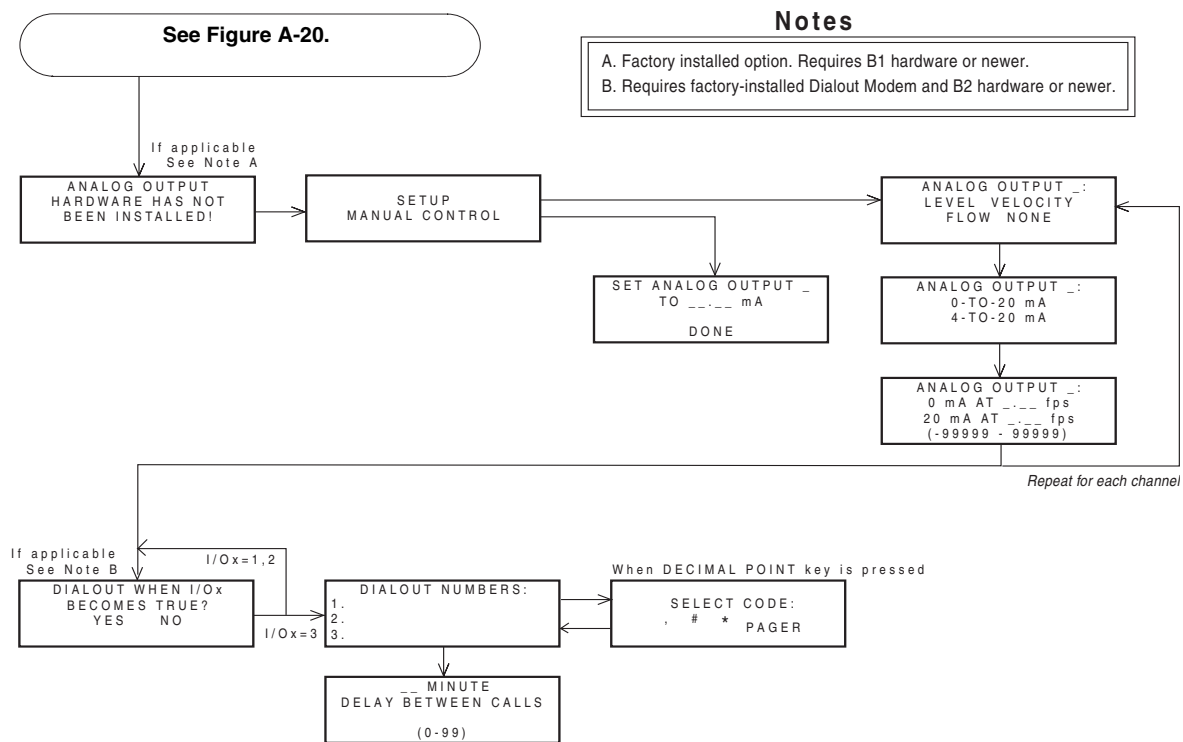 See Figure A-20.
Notes
A. Factory installed option. Requires B1 hardware or newer.
B. Requires factory-installed Dialout Modem and B2 hardware or newer.
If applicable
See Note A
ANALOG OUTPUT
HARDWARE HAS NOT
BEEN INSTALLED!
SETUP
MANUAL CONTROL
ANALOG OUTPUT _:
LEVEL VELOCITY
FLOW NONE
SET ANALOG OUTPUT _
TO __.__ mA
DONE
ANALOG OUTPUT _:
0-TO-20 mA
4-TO-20 mA
ANALOG OUTPUT _:
0 mA AT _.__ fps
20 mA AT _.__ fps
(-99999 - 99999)
Repeat for each channel
If applicable
See Note B
I/Ox=1,2
DIALOUT WHEN I/Ox
BECOMES TRUE?
YES NO
I/Ox=3
DIALOUT NUMBERS:
1.
2.
3.
When DECIMAL POINT key is pressed
SELECT CODE:
, # * PAGER
__ MINUTE
DELAY BETWEEN CALLS
(0-99)